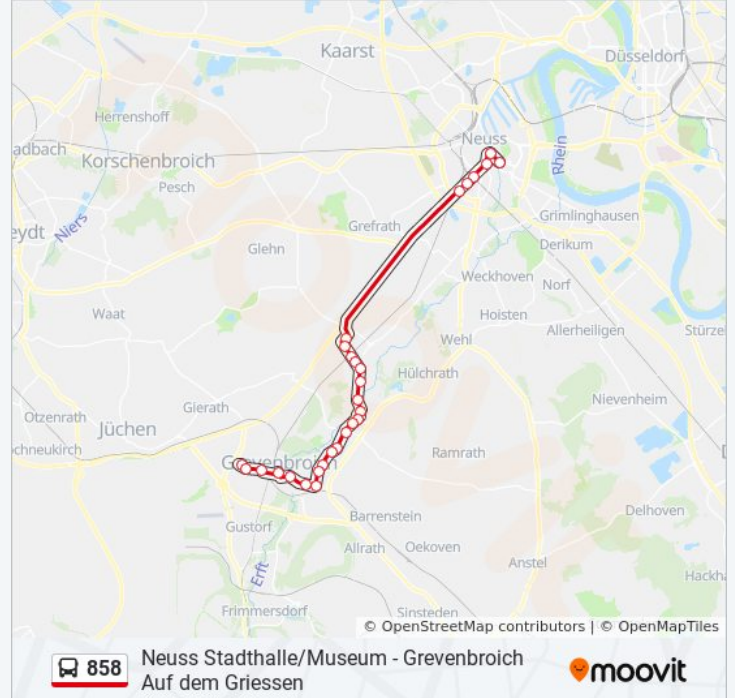 Kaarst
Düsseldorf
Herrenshoff
Neuss
adbach
Korschenbroich
Rhein
Pesch
Niers
Grefrath
Grimlinghausen
eydt
Derikum
Glehn
Weckhoven
Norf
Waat
Hoisten
Allerheiligen
Stürzel
Wehl
Hülchrath
Otzenrath
Gierath
Nievenheim
Jüchen
chneukirch
Ramrath
Grevenbroich
Delhoven
Gustorf
Barrenstein
Allrath
Oekoven
Anstel
Erft
Hackha
Frimmersdorf
Sinsteden
© OpenStreetMap contributors | © OpenMapTiles
858
Neuss Stadthalle/Museum - Grevenbroich
Auf dem Griessen
moovit